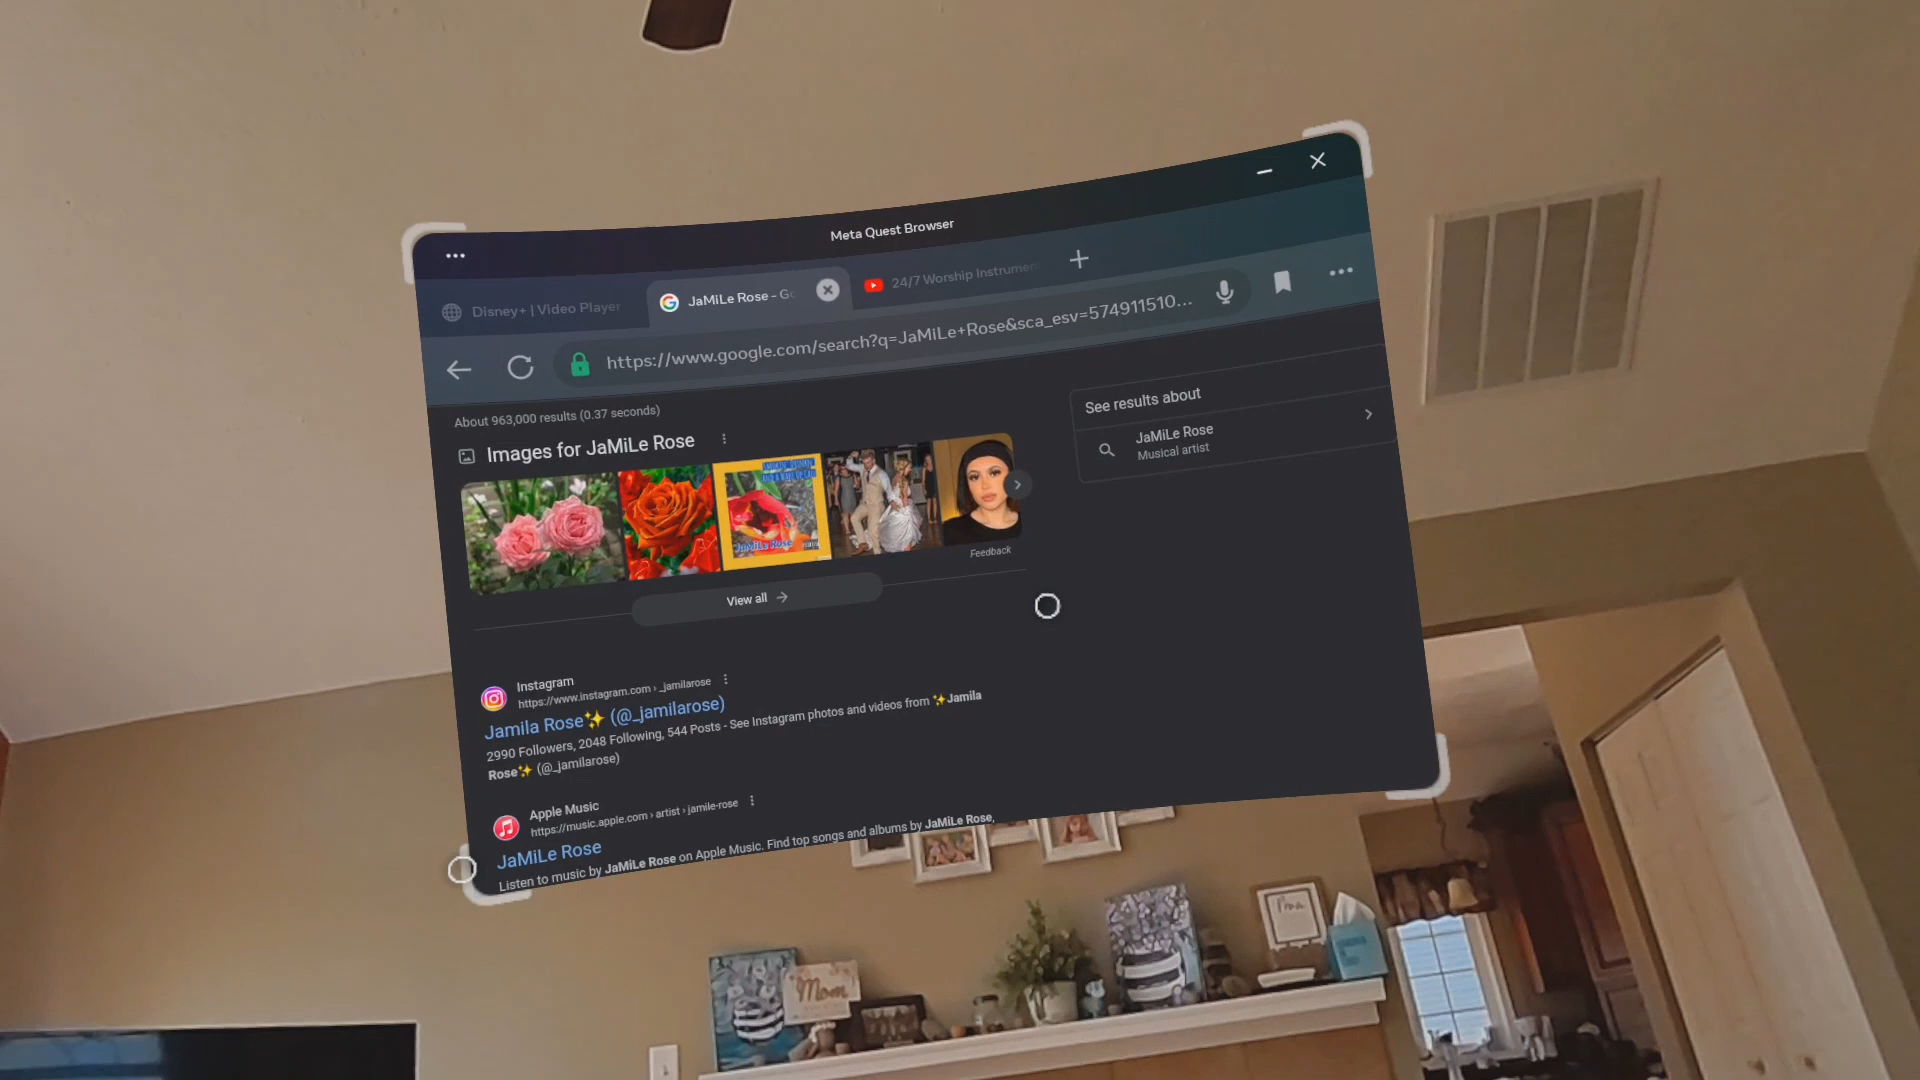 Meta Quest Browser
Disney+ | Video Player
JaMiLe Rose - Go
24/7 Worship Instrumen
https://www.google.com/search?q=JaMiLe+Rose&sca_esv=574911510...
About 963,000 results (0.37 seconds)
Images for JaMiLe Rose
JaMiLe Rose
Feedback
View all
See results about
JaMiLe Rose
Musical artist
Instagram
https://www.instagram.com › _jamilarose
Jamila Rose✨ (@_jamilarose)
2990 Followers, 2048 Following, 544 Posts - See Instagram photos and videos from ✨Jamila
Rose✨ (@_jamilarose)
Apple Music
https://music.apple.com › artist › jamile-rose
JaMiLe Rose
Listen to music by JaMiLe Rose on Apple Music. Find top songs and albums by JaMiLe Rose,
Mom